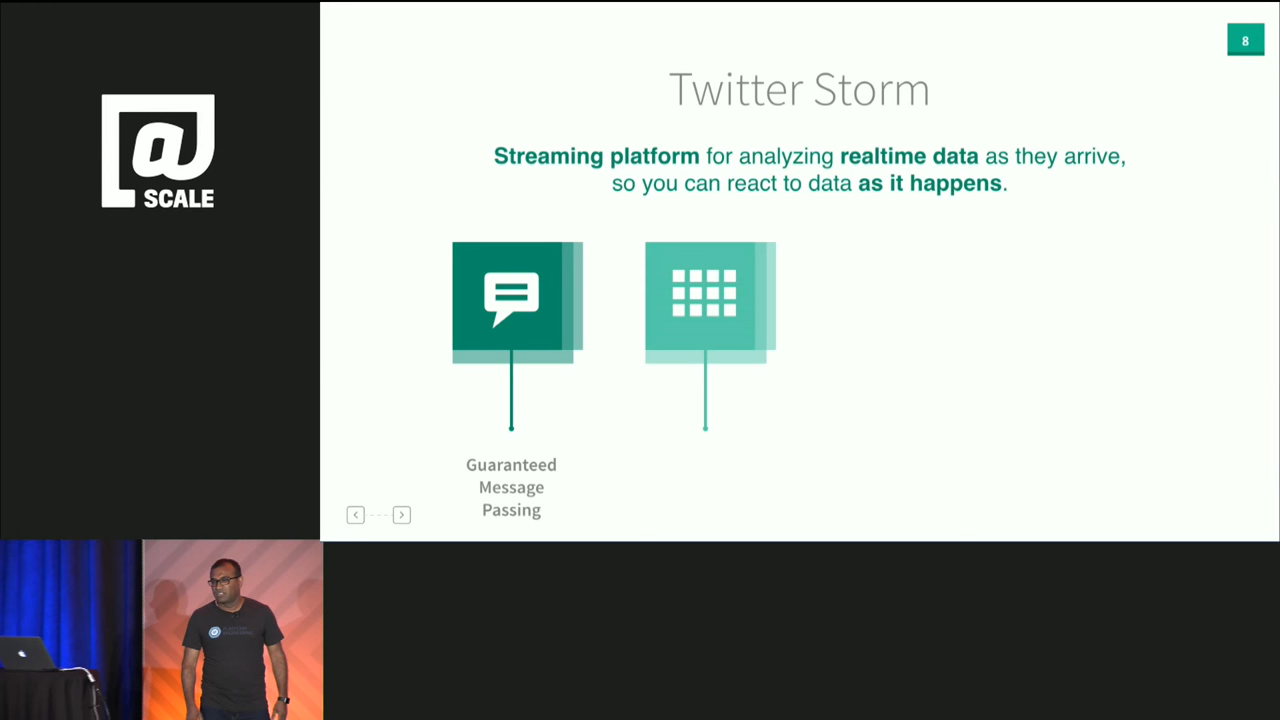 @
SCALE
8
Twitter Storm
Streaming platform for analyzing realtime data as they arrive,
so you can react to data as it happens.
Guaranteed
Message
Passing